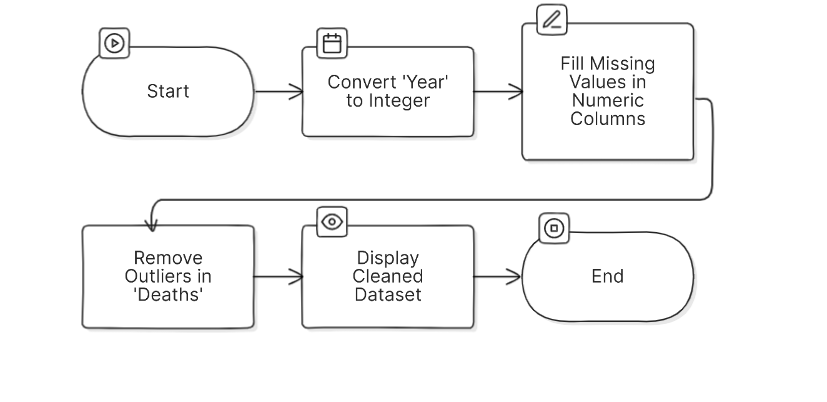 Start
Convert 'Year'
to Integer
Fill Missing
Values in
Numeric
Columns
Remove
Outliers in
'Deaths'
Display
Cleaned
Dataset
End